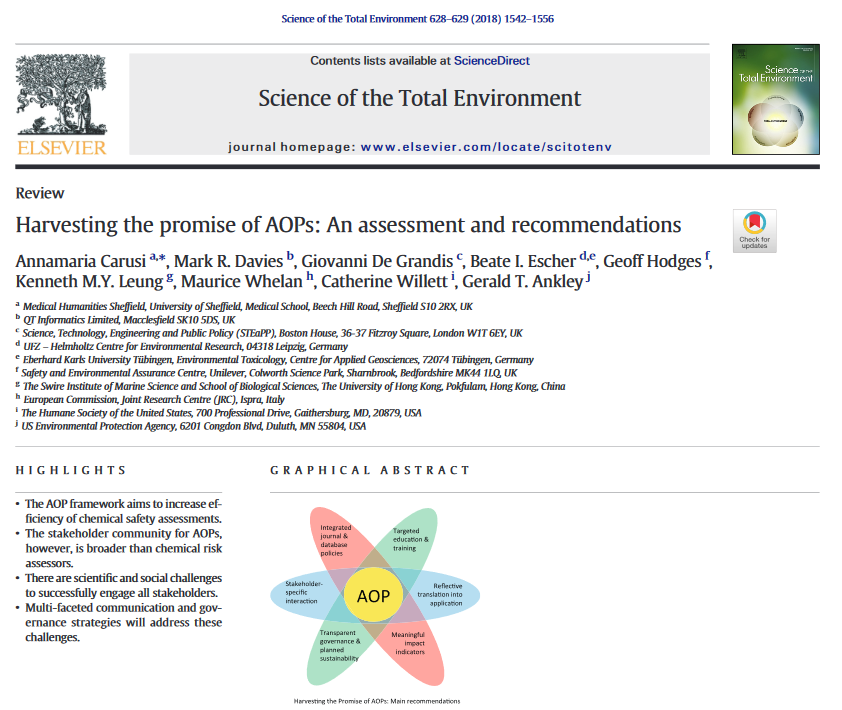 Science of the Total Environment 628–629 (2018) 1542–1556
Contents lists available at ScienceDirect
Science of the Total Environment
journal homepage: www.elsevier.com/locate/scitotenv
ELSEVIER
Science OF THE
Total Environment
Review
Harvesting the promise of AOPs: An assessment and recommendations
Check for
updates
Annamaria Carusi a,*, Mark R. Davies b, Giovanni De Grandis c, Beate I. Escher d,e, Geoff Hodges f,
Kenneth M.Y. Leung g, Maurice Whelan h, Catherine Willett i, Gerald T. Ankley j
a Medical Humanities Sheffield, University of Sheffield, Medical School, Beech Hill Road, Sheffield S10 2RX, UK
b QT Informatics Limited, Macclesfield SK10 5DS, UK
c Science, Technology, Engineering and Public Policy (STEaPP), Boston House, 36-37 Fitzroy Square, London W1T 6EY, UK
d UFZ – Helmholtz Centre for Environmental Research, 04318 Leipzig, Germany
e Eberhard Karls University Tübingen, Environmental Toxicology, Centre for Applied Geosciences, 72074 Tübingen, Germany
f Safety and Environmental Assurance Centre, Unilever, Colworth Science Park, Sharnbrook, Bedfordshire MK44 1LQ, UK
g The Swire Institute of Marine Science and School of Biological Sciences, The University of Hong Kong, Pokfulam, Hong Kong, China
h European Commission, Joint Research Centre (JRC), Ispra, Italy
i The Humane Society of the United States, 700 Professional Drive, Gaithersburg, MD, 20879, USA
j US Environmental Protection Agency, 6201 Congdon Blvd, Duluth, MN 55804, USA
HIGHLIGHTS
• The AOP framework aims to increase ef-
ficiency of chemical safety assessments.
• The stakeholder community for AOPs,
however, is broader than chemical risk
assessors.
• There are scientific and social challenges
to successfully engage all stakeholders.
• Multi-faceted communication and gov-
ernance strategies will address these
challenges.
GRAPHICAL ABSTRACT
Integrated
journal &
database
policies
Targeted
education &
training
Stakeholder-
specific
interaction
AOP
Reflective
translation into
application
Transparent
governance &
planned
sustainability
Meaningful
impact
indicators
Harvesting the Promise of AOPs: Main recommendations